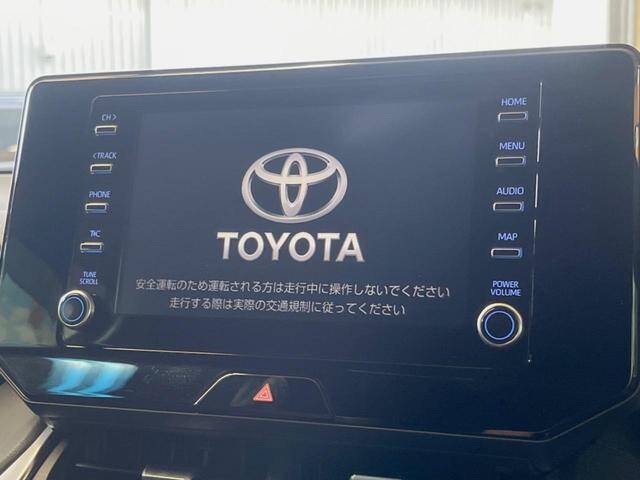 CH>
<TRACK
PHONE
T<C
TUNE
SCROLL
TOYOTA
安全運転のため運転される方は走行中に操作しないでください
走行する際は実際の交通規制に従ってください
HOME
MENU
AUDIO
MAP
POWER
VOLUME